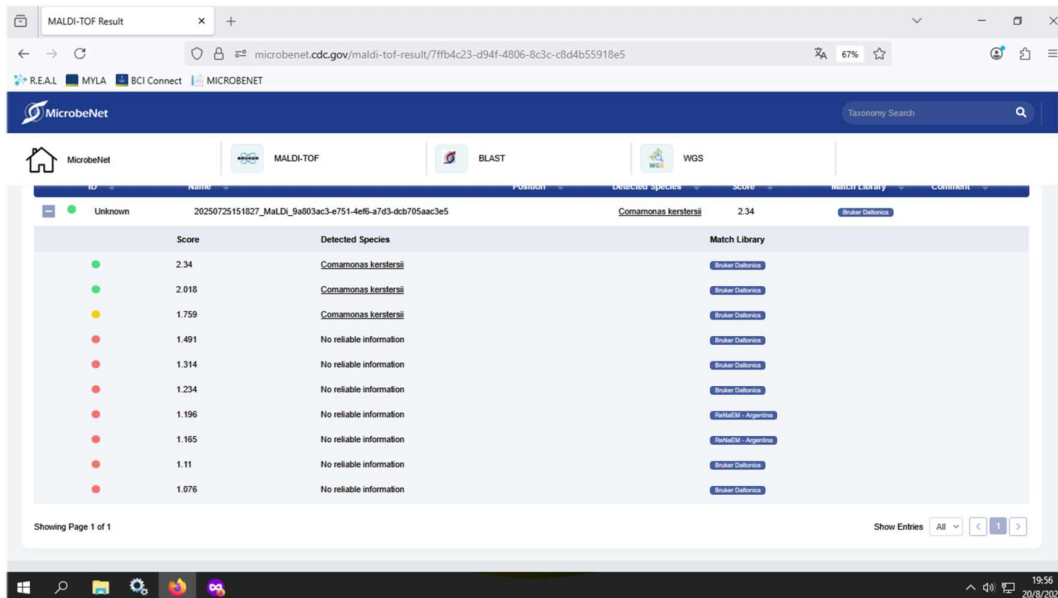 MALDI-TOF Result
microbenet.cdc.gov/maldi-tof-result/7ffb4c23-d94f-4806-8c3c-c8d4b55918e5
67%
R.E.A.L MYLA BCI Connect MICROBENET
MicrobeNet
Taxonomy Search
MicrobeNet
BRUKER MALDI-TOF
BLAST
WGS WGS
ID Name Position Detected Species Score Match Library Comment
Unknown 20250725151827_MaLDi_9a803ac3-e751-4ef6-a7d3-dcb705aac3e5 Comamonas kerstersii 2.34 Bruker Daltonics
Score Detected Species Match Library
2.34 Comamonas kerstersii Bruker Daltonics
2.018 Comamonas kerstersii Bruker Daltonics
1.759 Comamonas kerstersii Bruker Daltonics
1.491 No reliable information Bruker Daltonics
1.314 No reliable information Bruker Daltonics
1.234 No reliable information Bruker Daltonics
1.196 No reliable information ReNaEM - Argentina
1.165 No reliable information ReNaEM - Argentina
1.11 No reliable information Bruker Daltonics
1.076 No reliable information Bruker Daltonics
Showing Page 1 of 1
Show Entries All 1
19:56
20/8/202